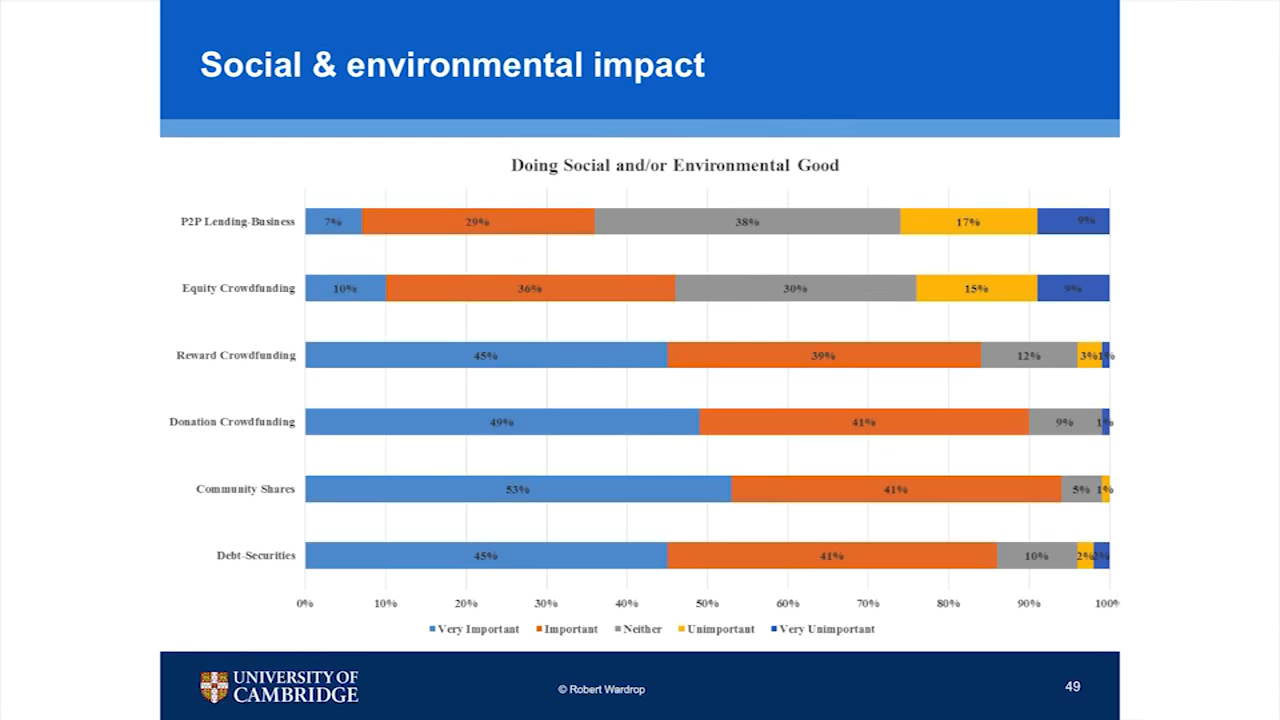 Social & environmental impact
Doing Social and/or Environmental Good
P2P Lending-Business 7% 29% 38% 17% 9%
Equity Crowdfunding 10% 36% 30% 15% 9%
Reward Crowdfunding 45% 39% 12% 3% 1%
Donation Crowdfunding 49% 41% 9% 1%
Community Shares 53% 41% 5% 1%
Debt-Securities 45% 41% 10% 2% 2%
0% 10% 20% 30% 40% 50% 60% 70% 80% 90% 100%
Very Important Important Neither Unimportant Very Unimportant
UNIVERSITY OF
CAMBRIDGE
© Robert Wardrop
49